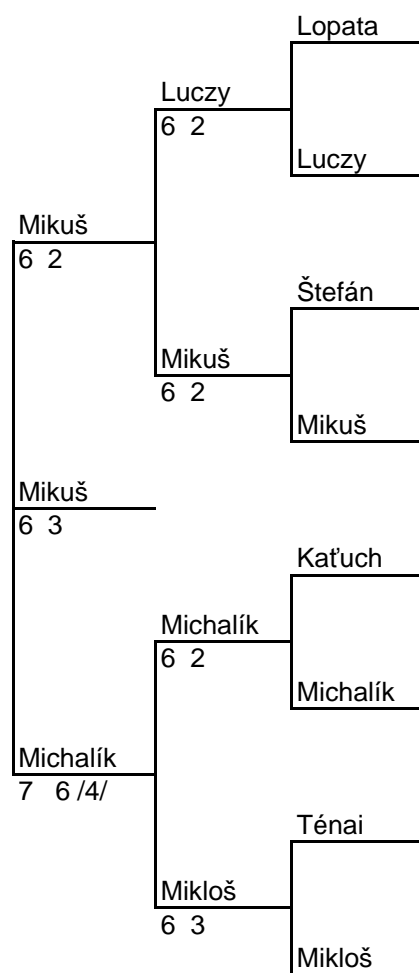 Lopata
Luczy
6 2
Luczy
Mikuš
6 2
Štefán
Mikuš
6 2
Mikuš
Mikuš
6 3
Kaťuch
Michalík
6 2
Michalík
Michalík
7 6 /4/
Ténai
Mikloš
6 3
Mikloš